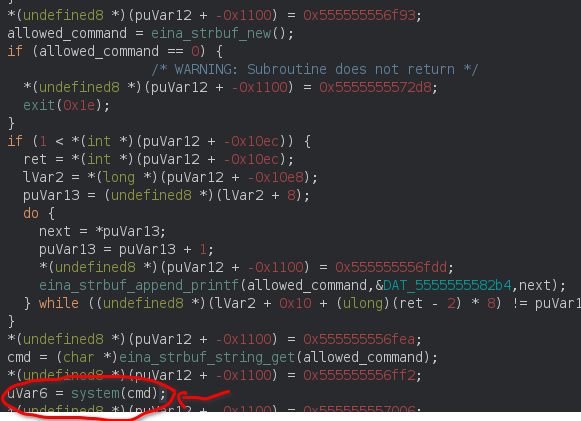 *(undefined8 *)(puVar12 + -0x1100) = 0x555555556f93;
allowed_command = eina_strbuf_new();
if (allowed_command == 0) {
/* WARNING: Subroutine does not return */
*(undefined8 *)(puVar12 + -0x1100) = 0x5555555572d8;
exit(0x1e);
}
if (1 < *(int *)(puVar12 + -0x10ec)) {
ret = *(int *)(puVar12 + -0x10ec);
lVar2 = *(long *)(puVar12 + -0x10e8);
puVar13 = (undefined8 *)(lVar2 + 8);
do {
next = *puVar13;
puVar13 = puVar13 + 1;
*(undefined8 *)(puVar12 + -0x1100) = 0x555555556fdd;
eina_strbuf_append_printf(allowed_command,&DAT_5555555582b4,next);
} while ((undefined8 *)(lVar2 + 0x10 + (ulong)(ret - 2) * 8) != puVar1
}
*(undefined8 *)(puVar12 + -0x1100) = 0x555555556fea;
cmd = (char *)eina_strbuf_string_get(allowed_command);
*(undefined8 *)(puVar12 + -0x1100) = 0x555555556ff2;
uVar6 = system(cmd);
*(undefined8 *)(puVar12 + -0x1100) = 0x555555557006;